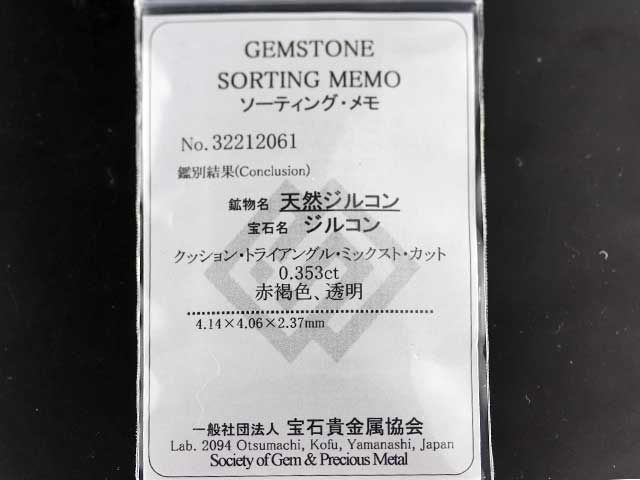 GEMSTONE
SORTING MEMO
ソーティング・メモ
No. 32212061
鑑別結果(Conclusion)
鉱物名 天然ジルコン
宝石名 ジルコン
クッション・トライアングル・ミックスト・カット
0.353ct
赤褐色、透明
4.14×4.06×2.37mm
一般社団法人 宝石貴金属協会
Lab. 2094 Otsumachi, Kofu, Yamanashi, Japan
Society of Gem & Precious Metal